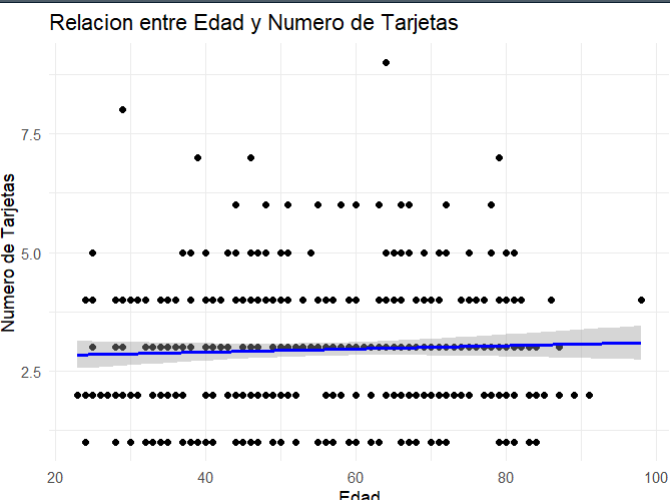 Relacion entre Edad y Numero de Tarjetas
Numero de Tarjetas
7.5
5.0
2.5
20 40 60 80 100
Edad